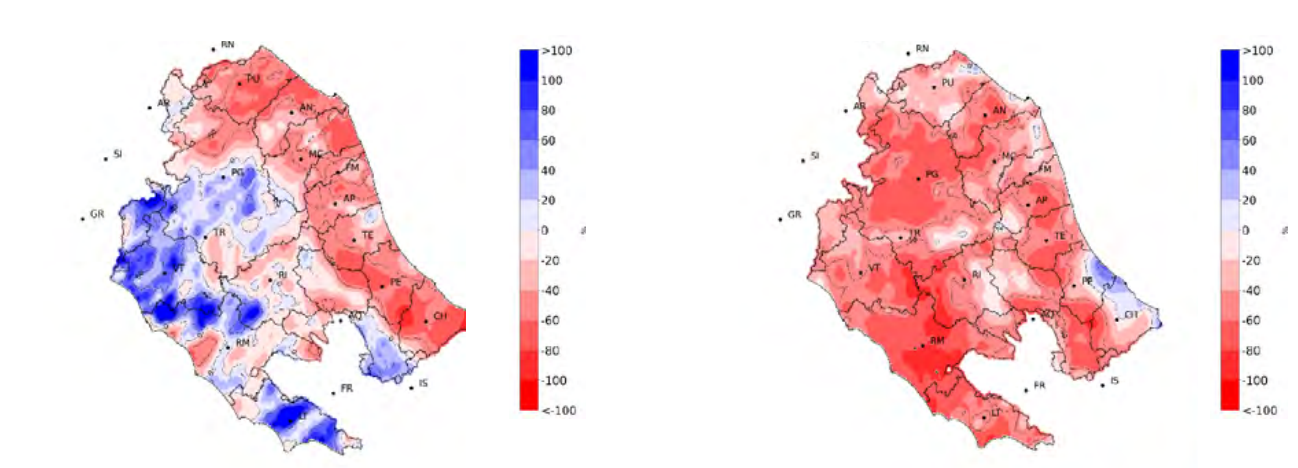 RN
PU
AR
AN
SI
MC
PG
FM
AP
GR
TR
TE
VT
RI
PE
AQ
CH
RM
FR
IS
LT
>100
100
80
60
40
20
0
-20
-40
-60
-80
-100
<-100
%
RN
PU
AR
AN
SI
MC
PG
FM
AP
GR
TR
TE
VT
RI
PE
AQ
CH
RM
FR
IS
LT
>100
100
80
60
40
20
0
-20
-40
-60
-80
-100
<-100
%